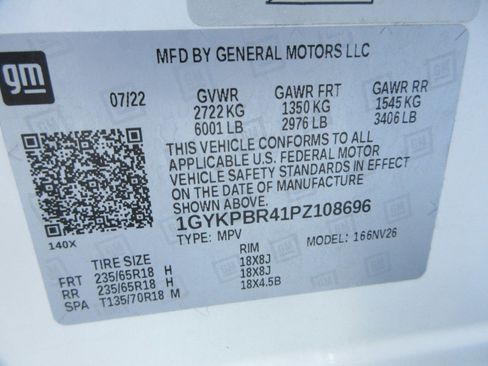 gm
MFD BY GENERAL MOTORS LLC
07/22 GVWR GAWR FRT GAWR RR
2722 KG 1350 KG 1545 KG
6001 LB 2976 LB 3406 LB
THIS VEHICLE CONFORMS TO ALL
APPLICABLE U.S. FEDERAL MOTOR
VEHICLE SAFETY STANDARDS IN EFFECT
ON THE DATE OF MANUFACTURE
SHOWN ABOVE.
1GYKPBR41PZ108696
140X TYPE: MPV MODEL: 166NV26
TIRE SIZE RIM
FRT 235/65R18 H 18X8J
RR 235/65R18 H 18X8J
SPA T135/70R18 M 18X4.5B